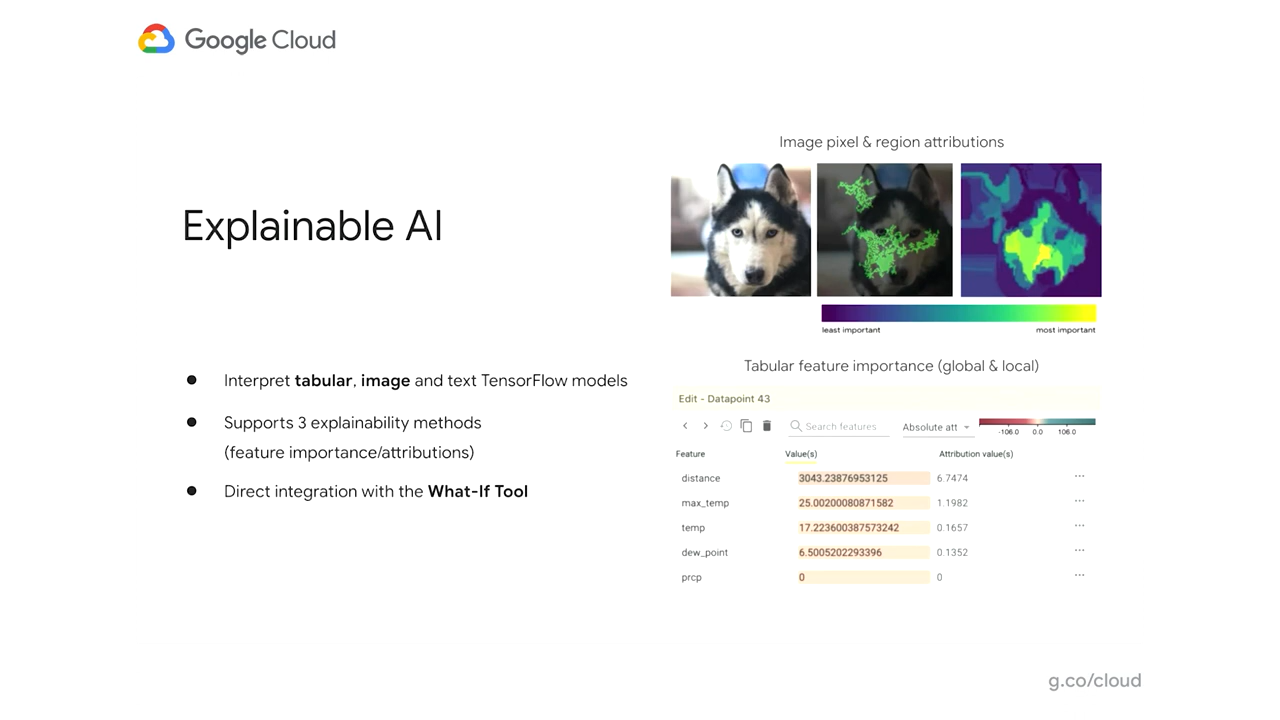 Google Cloud
Explainable AI
● Interpret tabular, image and text TensorFlow models
● Supports 3 explainability methods
(feature importance/attributions)
● Direct integration with the What-If Tool
Image pixel & region attributions
least important most important
Tabular feature importance (global & local)
Edit - Datapoint 43
Search features Absolute att -106.0 0.0 106.0
Feature Value(s) Attribution value(s)
distance 3043.23876953125 6.7474
max_temp 25.00200080871582 1.1982
temp 17.223600387573242 0.1657
dew_point 6.5005202293396 0.1352
prcp 0 0
g.co/cloud